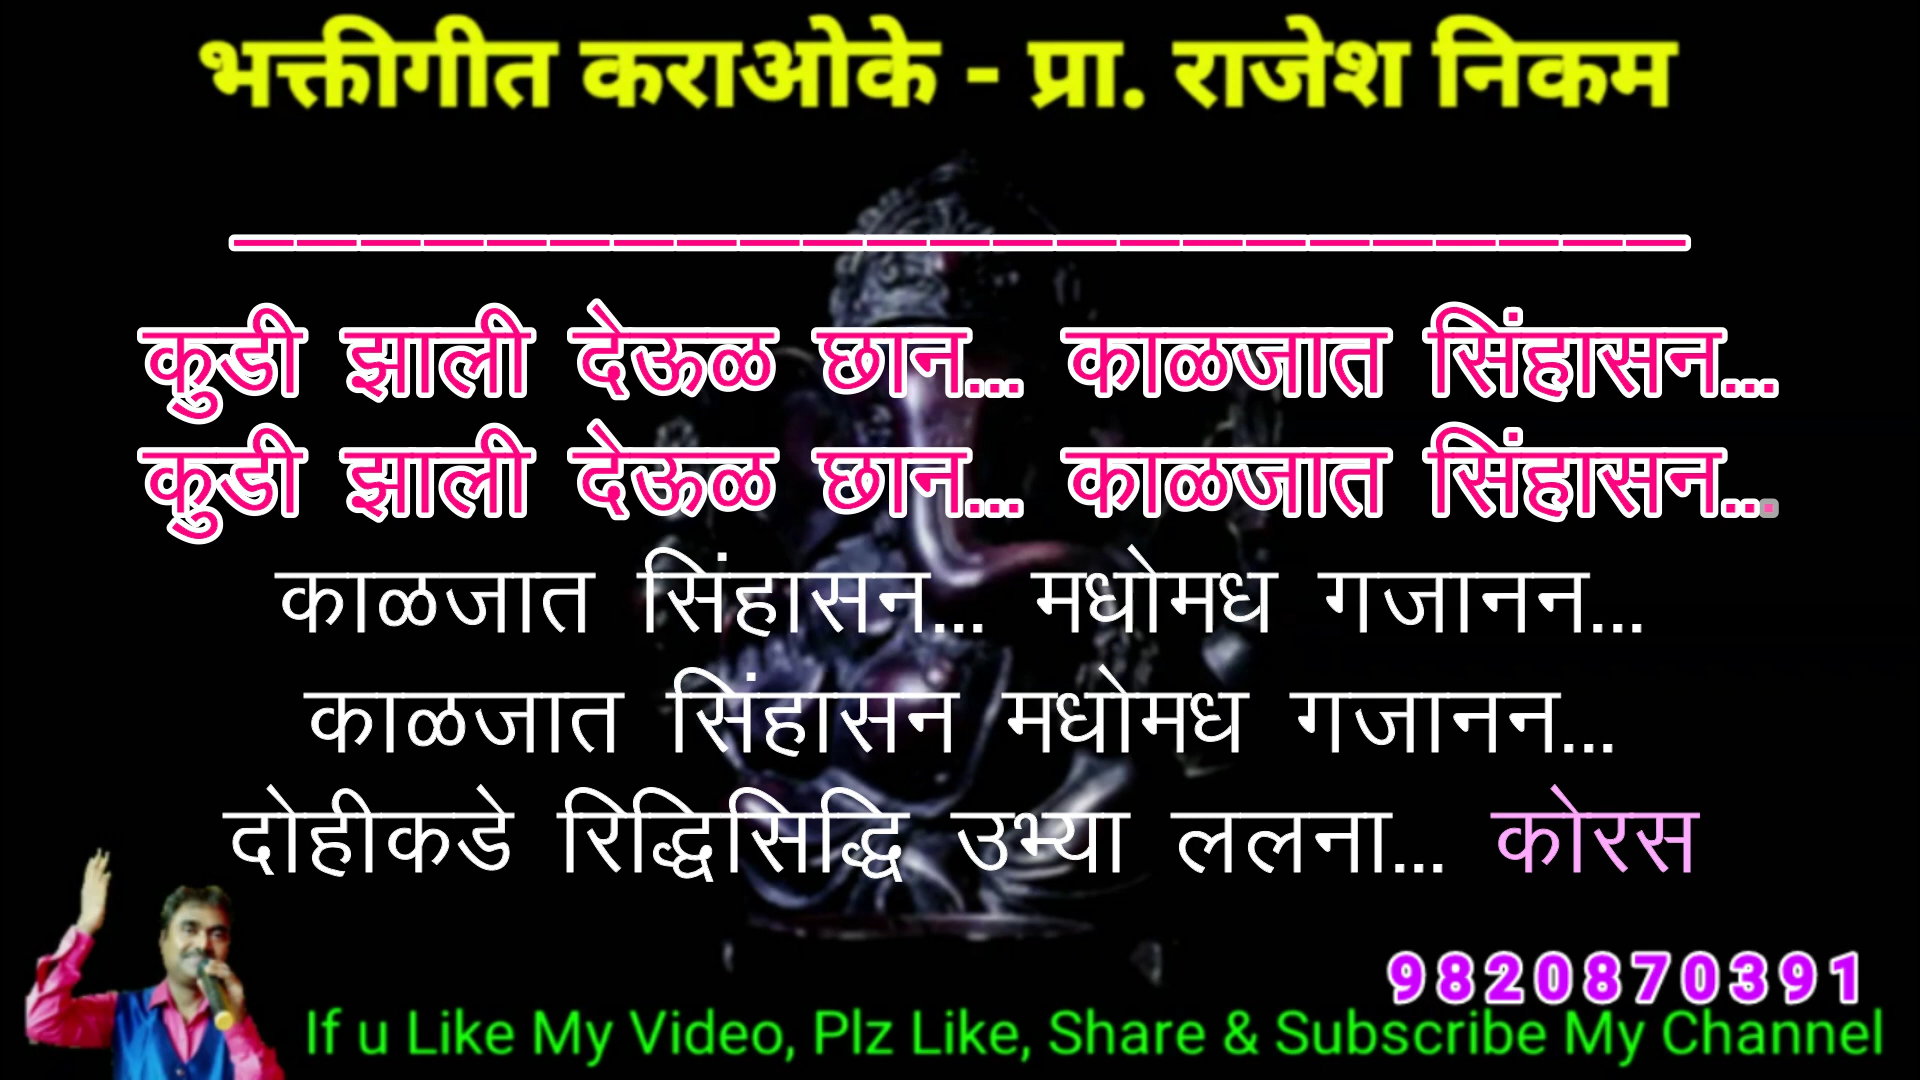 भक्तीगीत कराओके - प्रा. राजेश निकम
_______________________
कुडी झाली देऊळ छान... काळजात सिंहासन...
कुडी झाली देऊळ छान... काळजात सिंहासन...
काळजात सिंहासन... मधोमध गजानन...
काळजात सिंहासन मधोमध गजानन...
दोहीकडे रिद्धिसिद्धि उभ्या ललना... कोरस
9820870391
If u Like My Video, Plz Like, Share & Subscribe My Channel